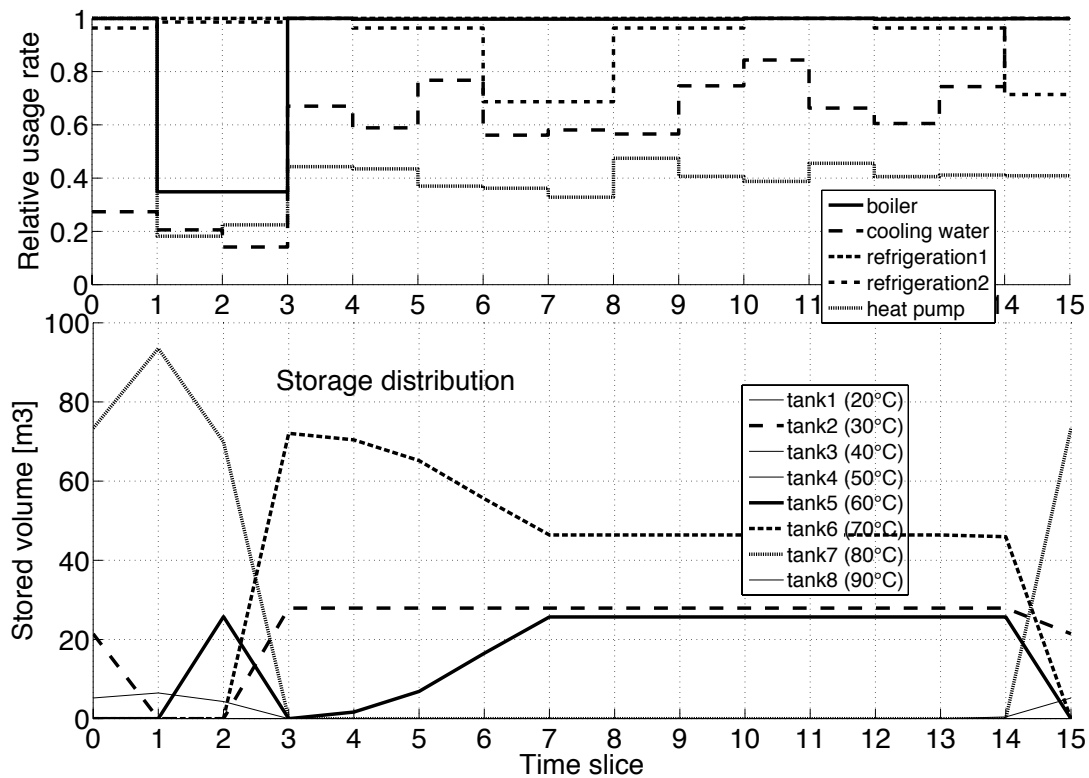 1
0.8
0.6
0.4
0.2
0
Relative usage rate
0 1 2 3 4 5 6 7 8 9 10 11 12 13 14 15
boiler
cooling water
refrigeration1
refrigeration2
heat pump
100
80
60
40
20
0
Stored volume [m3]
Storage distribution
tank1 (20°C)
tank2 (30°C)
tank3 (40°C)
tank4 (50°C)
tank5 (60°C)
tank6 (70°C)
tank7 (80°C)
tank8 (90°C)
0 1 2 3 4 5 6 7 8 9 10 11 12 13 14 15
Time slice